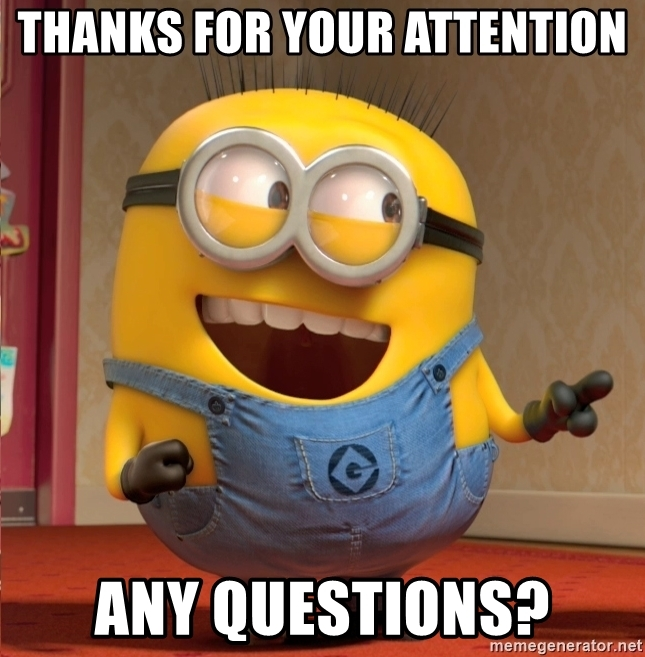 THANKS FOR YOUR ATTENTION
ANY QUESTIONS?
memegenerator.net